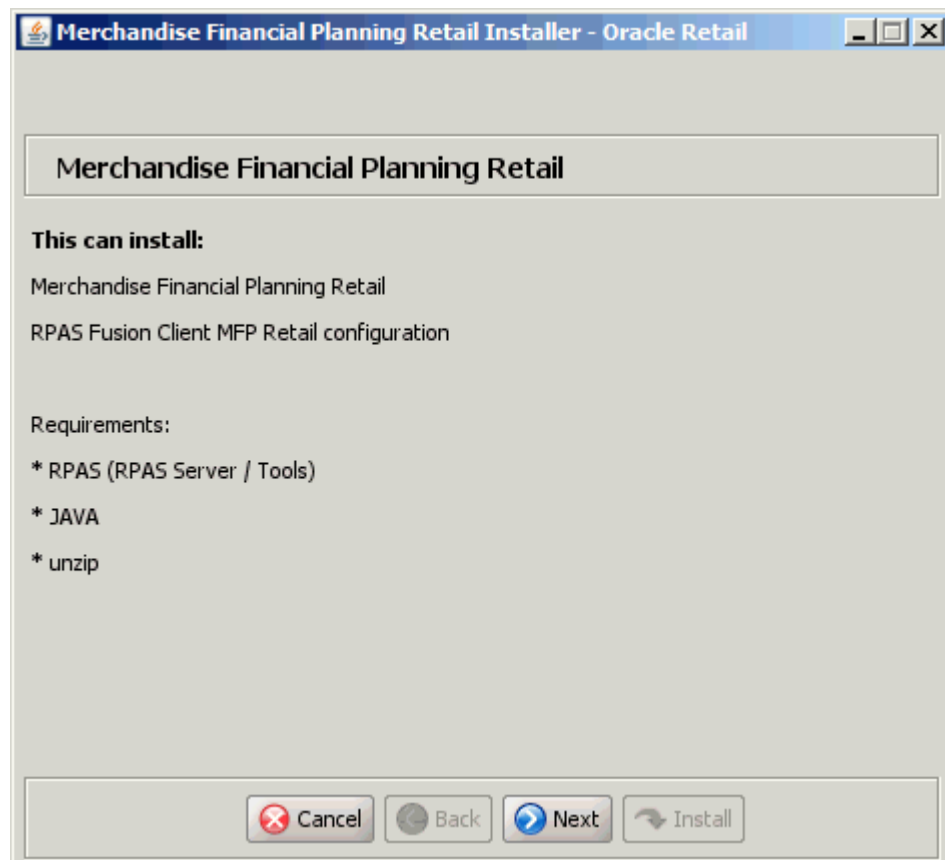 Merchandise Financial Planning Retail Installer - Oracle Retail
Merchandise Financial Planning Retail
This can install:
Merchandise Financial Planning Retail
RPAS Fusion Client MFP Retail configuration
Requirements:
* RPAS (RPAS Server / Tools)
* JAVA
* unzip
Cancel Back Next Install